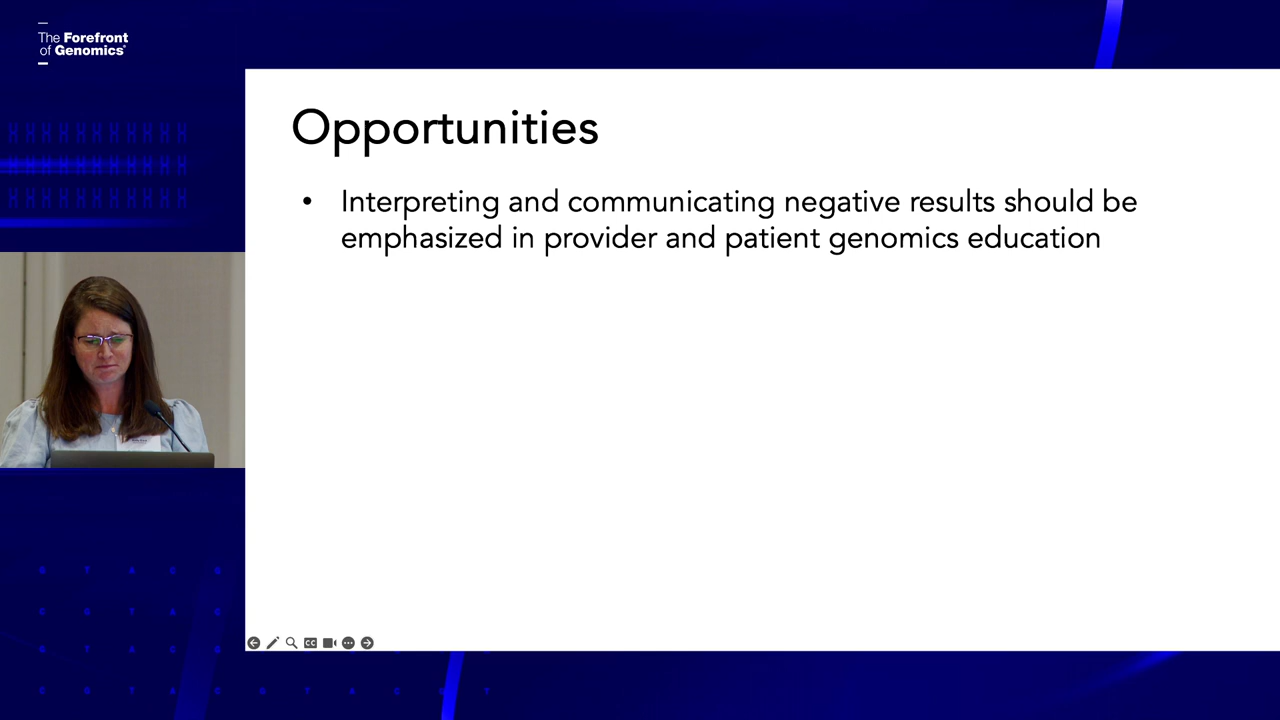 The Forefront
of Genomics®
Opportunities
• Interpreting and communicating negative results should be
emphasized in provider and patient genomics education
CC